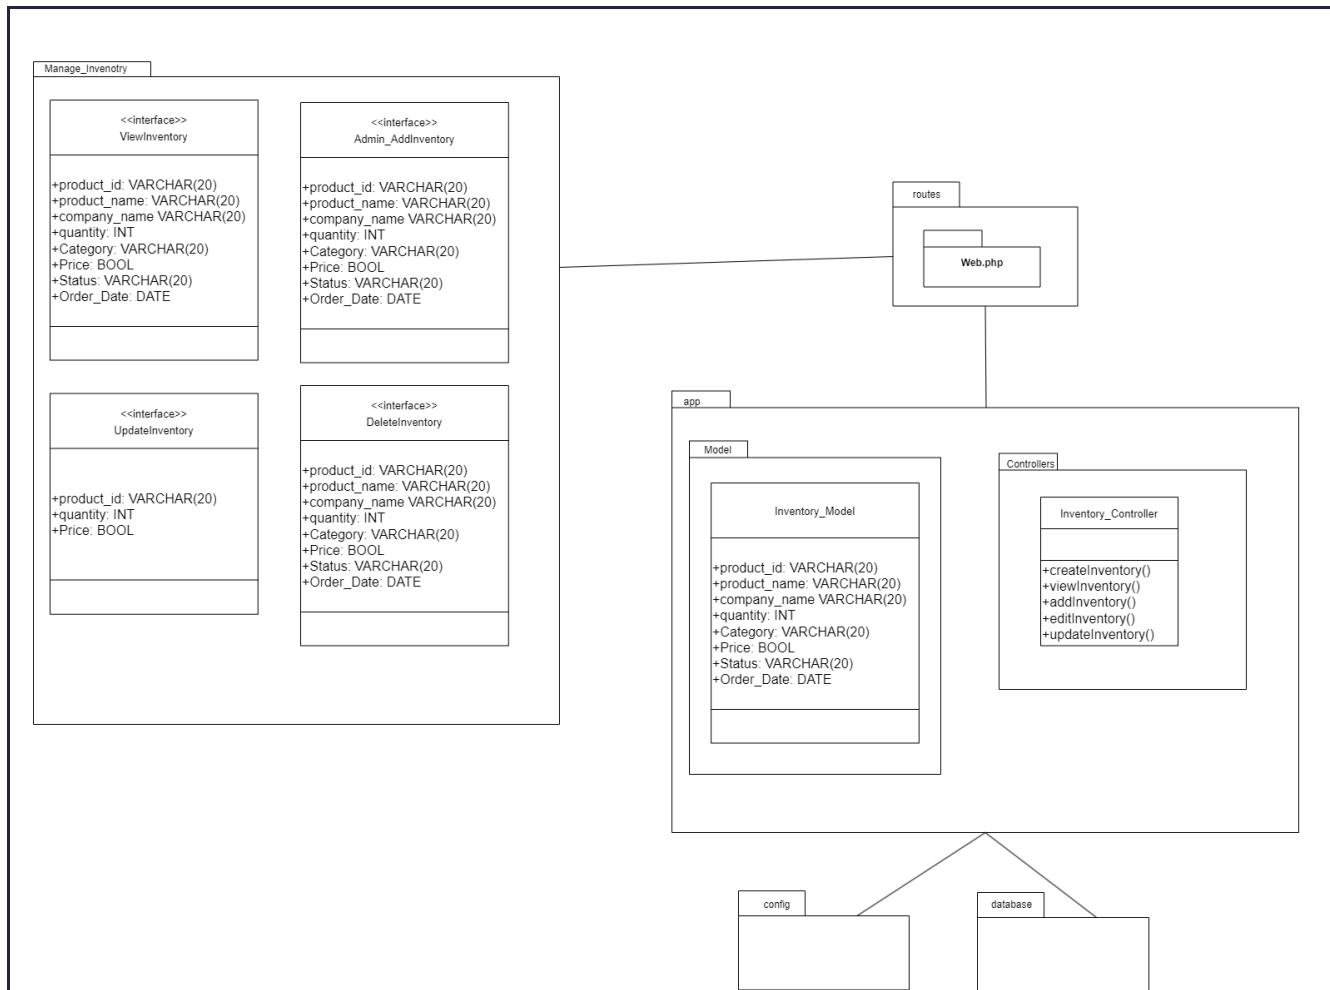 Manage_Invenotry
<<interface>>
ViewInventory
+product_id: VARCHAR(20)
+product_name: VARCHAR(20)
+company_name VARCHAR(20)
+quantity: INT
+Category: VARCHAR(20)
+Price: BOOL
+Status: VARCHAR(20)
+Order_Date: DATE
<<interface>>
Admin_AddInventory
+product_id: VARCHAR(20)
+product_name: VARCHAR(20)
+company_name VARCHAR(20)
+quantity: INT
+Category: VARCHAR(20)
+Price: BOOL
+Status: VARCHAR(20)
+Order_Date: DATE
<<interface>>
UpdateInventory
+product_id: VARCHAR(20)
+quantity: INT
+Price: BOOL
<<interface>>
DeleteInventory
+product_id: VARCHAR(20)
+product_name: VARCHAR(20)
+company_name VARCHAR(20)
+quantity: INT
+Category: VARCHAR(20)
+Price: BOOL
+Status: VARCHAR(20)
+Order_Date: DATE
routes
Web.php
app
Model
Inventory_Model
+product_id: VARCHAR(20)
+product_name: VARCHAR(20)
+company_name VARCHAR(20)
+quantity: INT
+Category: VARCHAR(20)
+Price: BOOL
+Status: VARCHAR(20)
+Order_Date: DATE
Controllers
Inventory_Controller
+createInventory()
+viewInventory()
+addInventory()
+editInventory()
+updateInventory()
config
database